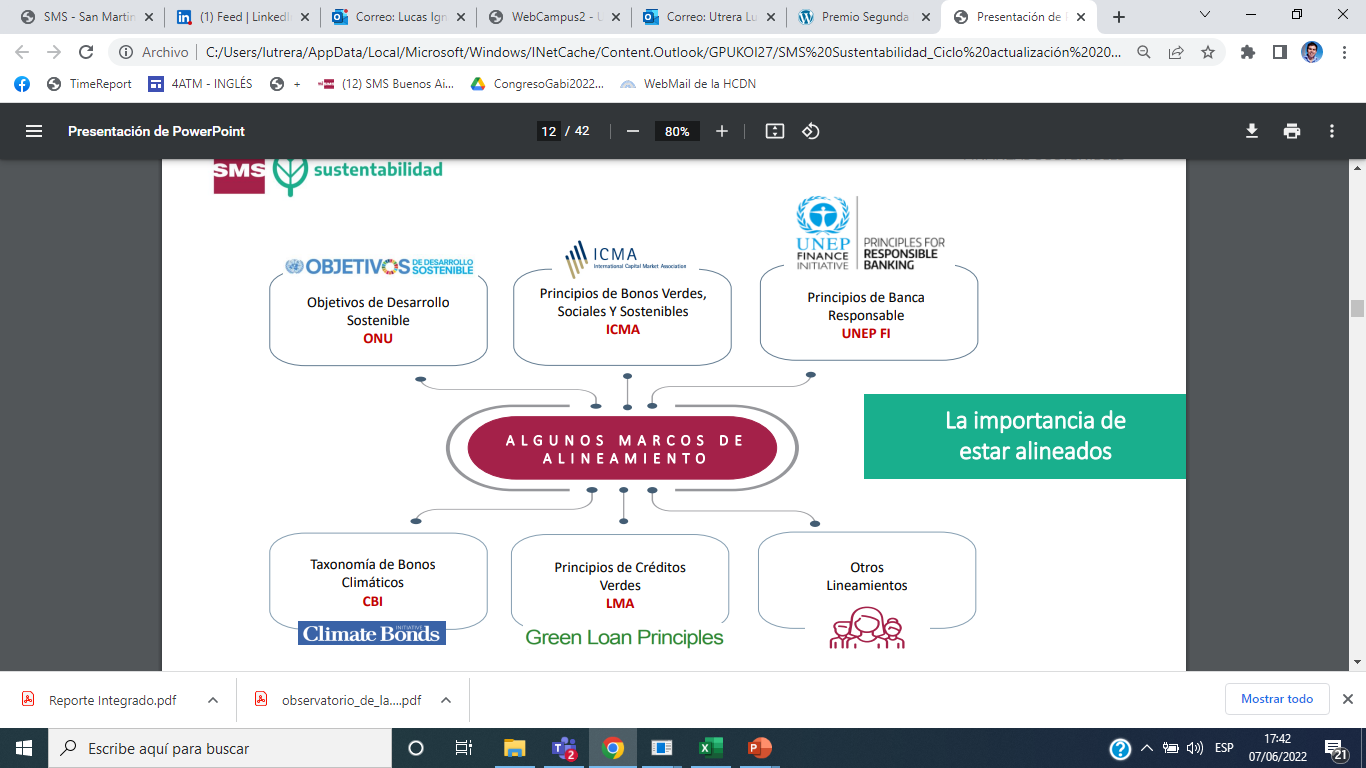 SMS - San Martin
(1) Feed | LinkedI
Correo: Lucas Ign
WebCampus2 - U
Correo: Utrera Lu
Premio Segunda
Presentación de
Archivo
C:/Users/lutrera/AppData/Local/Microsoft/Windows/INetCache/Content.Outlook/GPUKOI27/SMS%20Sustentabilidad_Ciclo%20actualización%2020...
TimeReport
4ATM - INGLÉS
+
(12) SMS Buenos Ai...
CongresoGabi2022...
WebMail de la HCDN
Presentación de PowerPoint
12 / 42
80%
SMS
sustentabilidad
OBJETIVOS DE DESARROLLO SOSTENIBLE
Objetivos de Desarrollo
Sostenible
ONU
ICMA
International Capital Market Association
Principios de Bonos Verdes,
Sociales Y Sostenibles
ICMA
UNEP
FINANCE
INITIATIVE
PRINCIPLES FOR
RESPONSIBLE
BANKING
Principios de Banca
Responsable
UNEP FI
ALGUNOS MARCOS DE
ALINEAMIENTO
La importancia de
estar alineados
Taxonomía de Bonos
Climáticos
CBI
Climate Bonds
INITIATIVE
Principios de Créditos
Verdes
LMA
Green Loan Principles
Otros
Lineamientos
Reporte Integrado.pdf
observatorio_de_la....pdf
Mostrar todo
Escribe aquí para buscar
2
ESP
17:42
07/06/2022
21